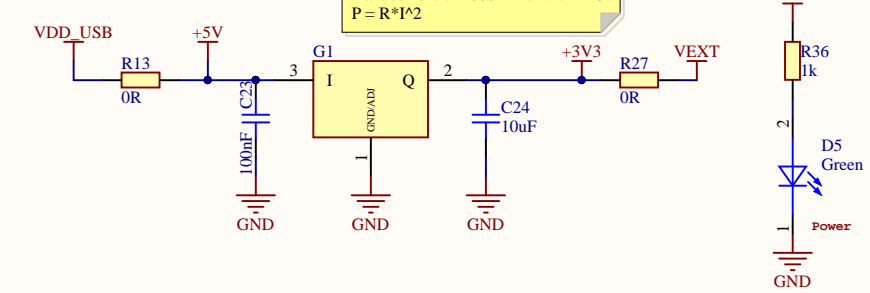 P = R*I^2
VDD_USB
+5V
G1
+3V3
VEXT
R13
0R
3
I
Q
2
R27
0R
C23
100nF
GND/ADJ
1
C24
10uF
GND
GND
GND
R36
1k
2
D5
Green
1
Power
GND